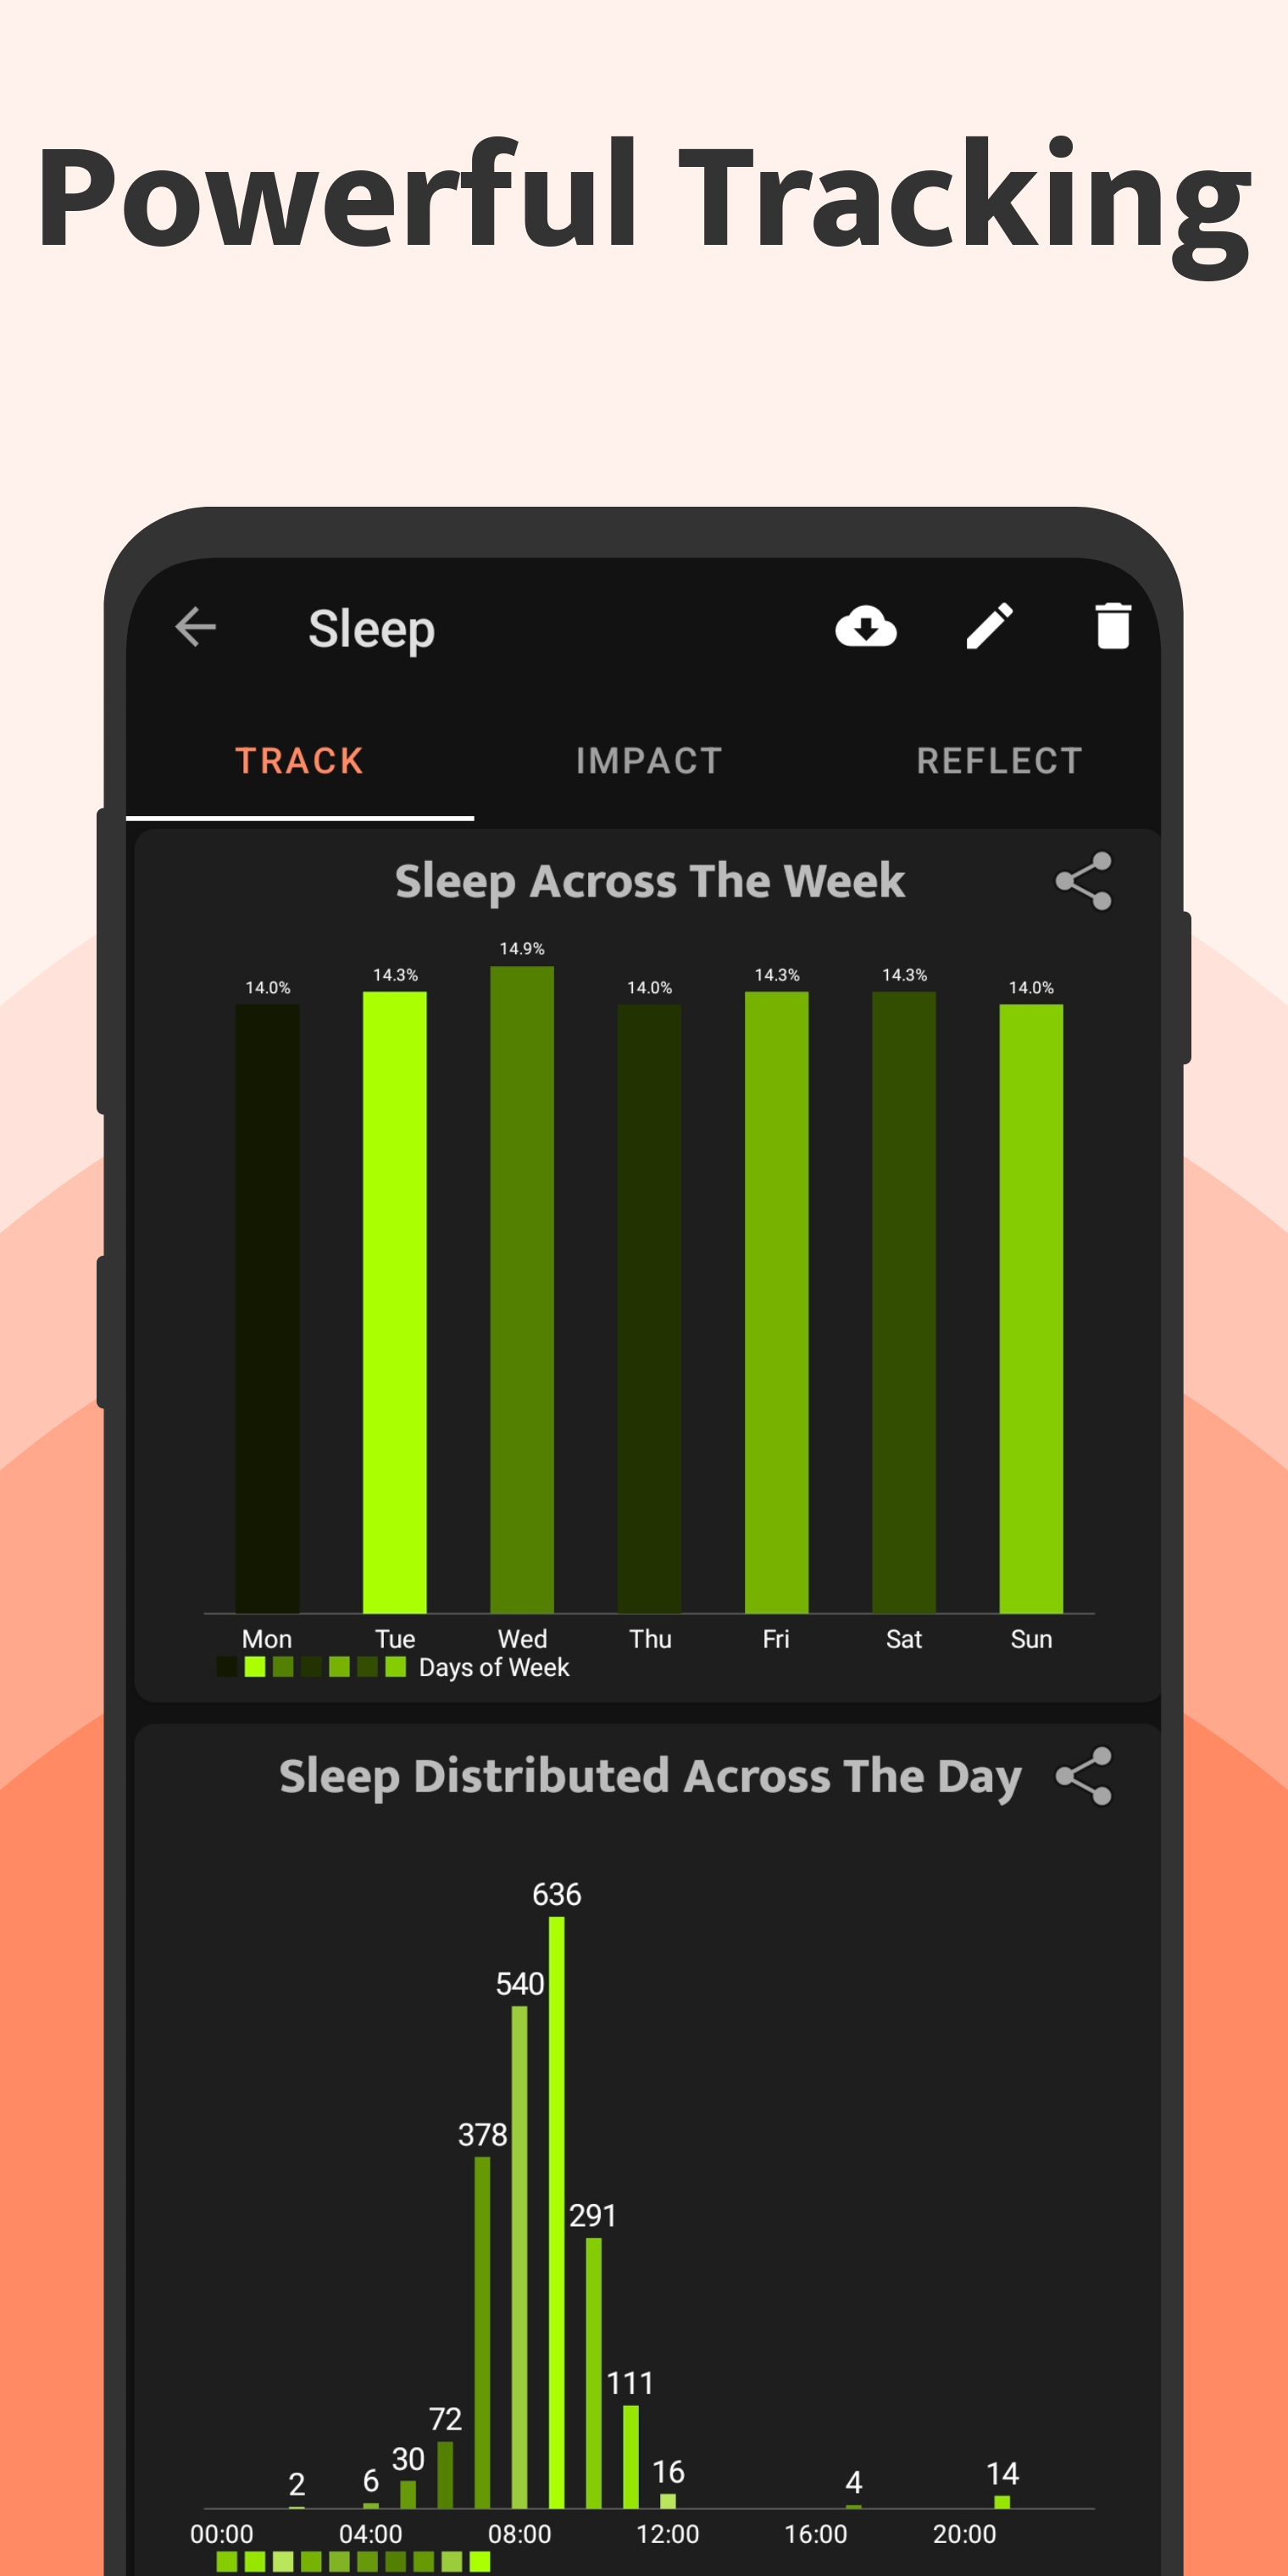 Powerful Tracking
Sleep
TRACK IMPACT REFLECT
Sleep Across The Week
14.0% 14.3% 14.9% 14.0% 14.3% 14.3% 14.0%
Mon Tue Wed Thu Fri Sat Sun
Days of Week
Sleep Distributed Across The Day
636
540
378
291
111
72
30
16
14
6
4
2
00:00 04:00 08:00 12:00 16:00 20:00